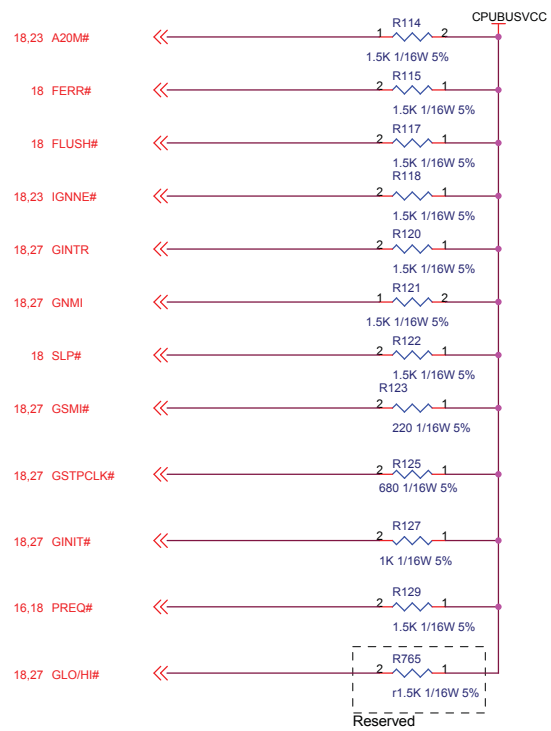 CPUBUSVCC
R114
18,23 A20M# 1 2
1.5K 1/16W 5%
R115
18 FERR# 2 1
1.5K 1/16W 5%
R117
18 FLUSH# 2 1
1.5K 1/16W 5%
R118
18,23 IGNNE# 2 1
1.5K 1/16W 5%
R120
18,27 GINTR 2 1
1.5K 1/16W 5%
R121
18,27 GNMI 1 2
1.5K 1/16W 5%
R122
18 SLP# 2 1
1.5K 1/16W 5%
R123
18,27 GSMI# 2 1
220 1/16W 5%
R125
18,27 GSTPCLK# 2 1
680 1/16W 5%
R127
18,27 GINIT# 2 1
1K 1/16W 5%
R129
16,18 PREQ# 2 1
1.5K 1/16W 5%
R765
18,27 GLO/HI# 2 1
r1.5K 1/16W 5%
Reserved